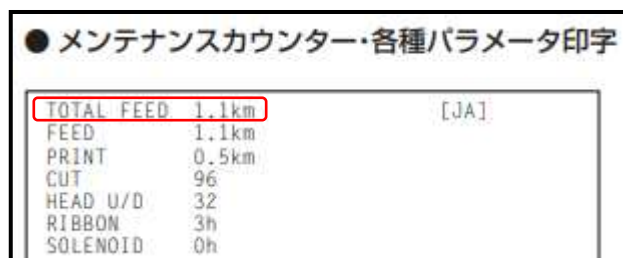 ● メンテナンスカウンター・各種パラメータ印字
TOTAL FEED 1.1km [JA]
FEED 1.1km
PRINT 0.5km
CUT 96
HEAD U/D 32
RIBBON 3h
SOLENOID 0h